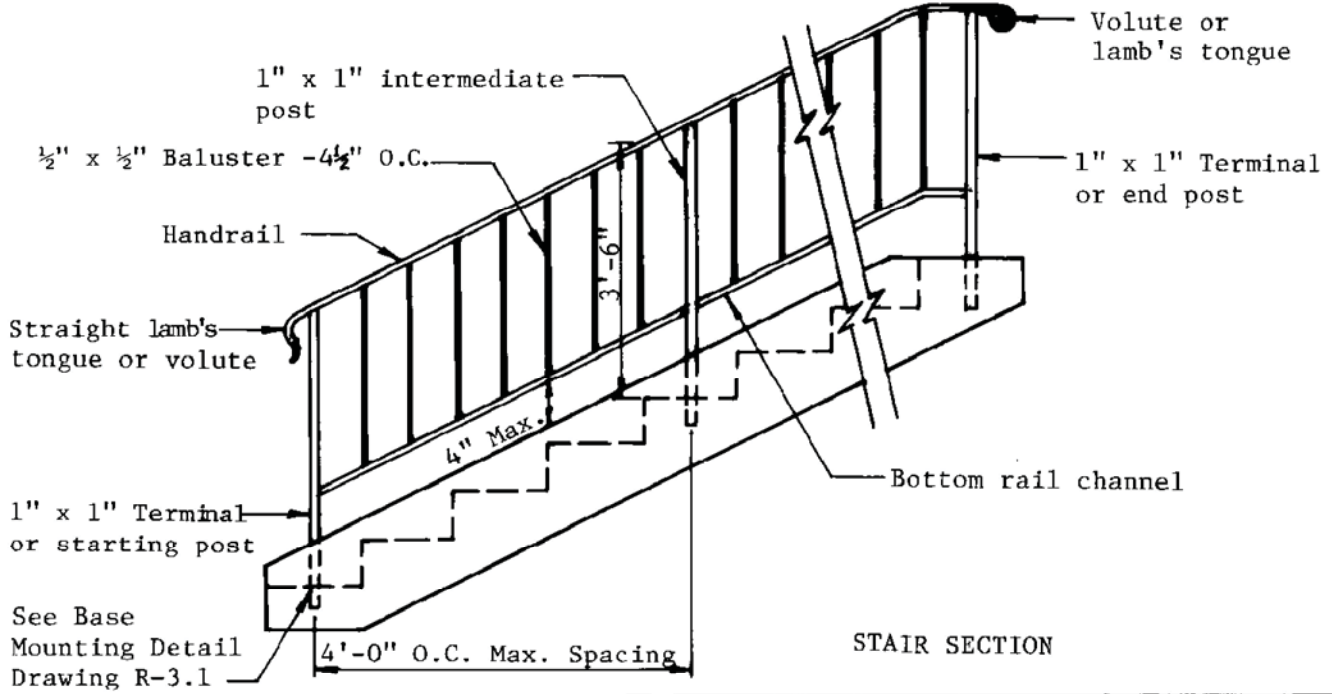 Volute or
lamb's tongue
1" x 1" intermediate
post
½" x ½" Baluster -4½" O.C.
1" x 1" Terminal
or end post
Handrail
3'-6"
Straight lamb's
tongue or volute
4" Max.
Bottom rail channel
1" x 1" Terminal
or starting post
See Base
Mounting Detail
Drawing R-3.1
4'-0" O.C. Max. Spacing
STAIR SECTION